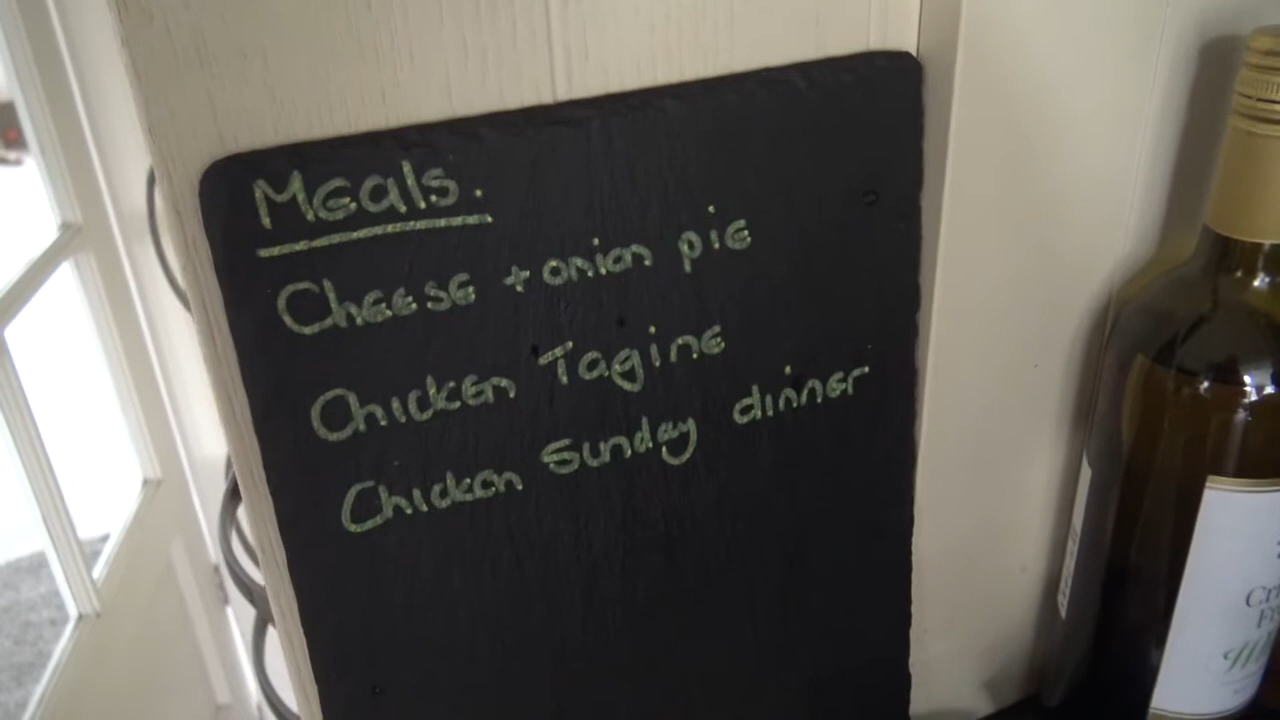 Meals.
Cheese + onion pie
Chicken Tagine
Chicken Sunday dinner